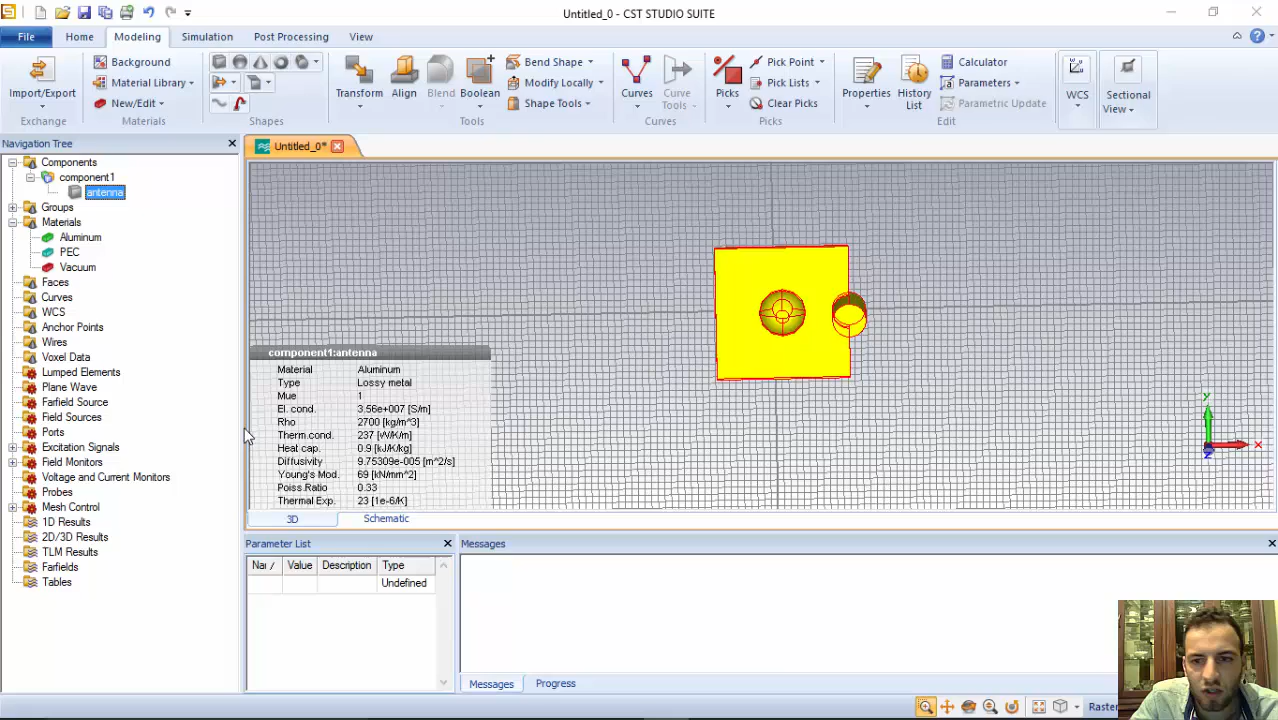 Untitled_0 - CST STUDIO SUITE
File
Home
Modeling
Simulation
Post Processing
View
Import/Export
Exchange
Background
Material Library
New/Edit
Materials
Shapes
Transform
Align
Blend
Boolean
Bend Shape
Modify Locally
Shape Tools
Tools
Curves
Curve
Tools
Curves
Picks
Pick Point
Pick Lists
Clear Picks
Picks
Properties
History
List
Calculator
Parameters
Parametric Update
Edit
WCS
Sectional
View
Navigation Tree
Components
component1
antenna
Groups
Materials
Aluminum
PEC
Vacuum
Faces
Curves
WCS
Anchor Points
Wires
Voxel Data
Lumped Elements
Plane Wave
Farfield Source
Field Sources
Ports
Excitation Signals
Field Monitors
Voltage and Current Monitors
Probes
Mesh Control
1D Results
2D/3D Results
TLM Results
Farfields
Tables
Untitled_0*
component1:antenna
Material Aluminum
Type Lossy metal
Mue 1
El. cond. 3.56e+007 [S/m]
Rho 2700 [kg/m^3]
Therm.cond. 237 [W/K/m]
Heat cap. 0.9 [kJ/K/kg]
Diffusivity 9.75309e-005 [m^2/s]
Young's Mod. 69 [kN/mm^2]
Poiss.Ratio 0.33
Thermal Exp. 23 [1e-6/K]
y
x
z
3D
Schematic
Parameter List
Messages
Value
Description
Type
Undefined
Messages
Progress